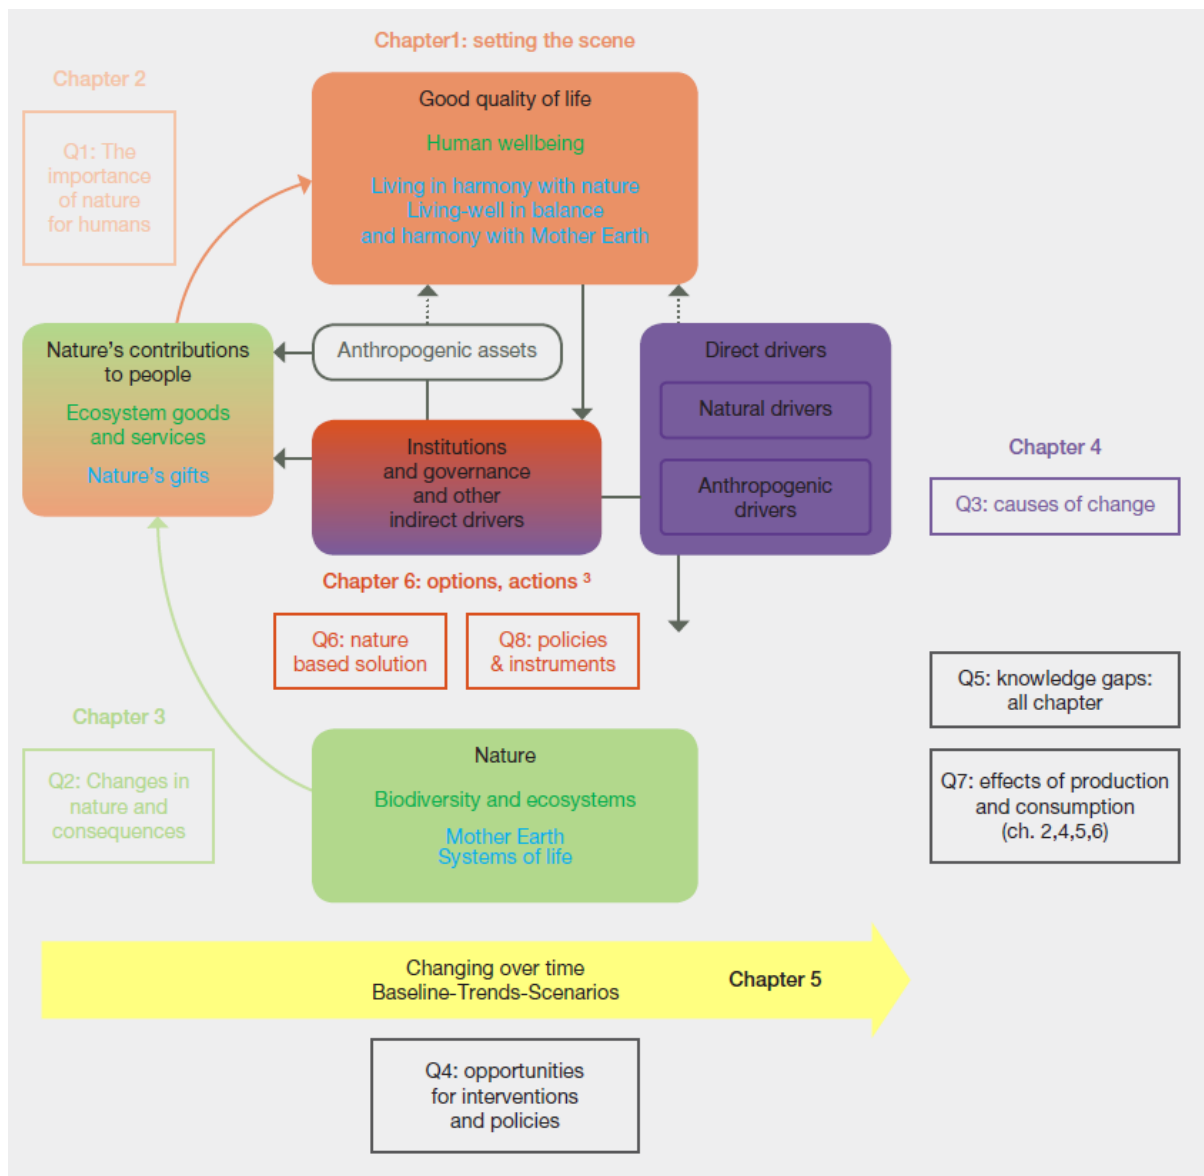 Chapter1: setting the scene
Chapter 2
Q1: The
importance
of nature
for humans
Good quality of life
Human wellbeing
Living in harmony with nature
Living-well in balance
and harmony with Mother Earth
Nature's contributions
to people
Ecosystem goods
and services
Nature's gifts
Anthropogenic assets
Institutions
and governance
and other
indirect drivers
Direct drivers
Natural drivers
Anthropogenic
drivers
Chapter 4
Q3: causes of change
Chapter 6: options, actions ³
Q6: nature
based solution
Q8: policies
& instruments
Q5: knowledge gaps:
all chapter
Q7: effects of production
and consumption
(ch. 2,4,5,6)
Chapter 3
Q2: Changes in
nature and
consequences
Nature
Biodiversity and ecosystems
Mother Earth
Systems of life
Changing over time
Baseline-Trends-Scenarios
Chapter 5
Q4: opportunities
for interventions
and policies